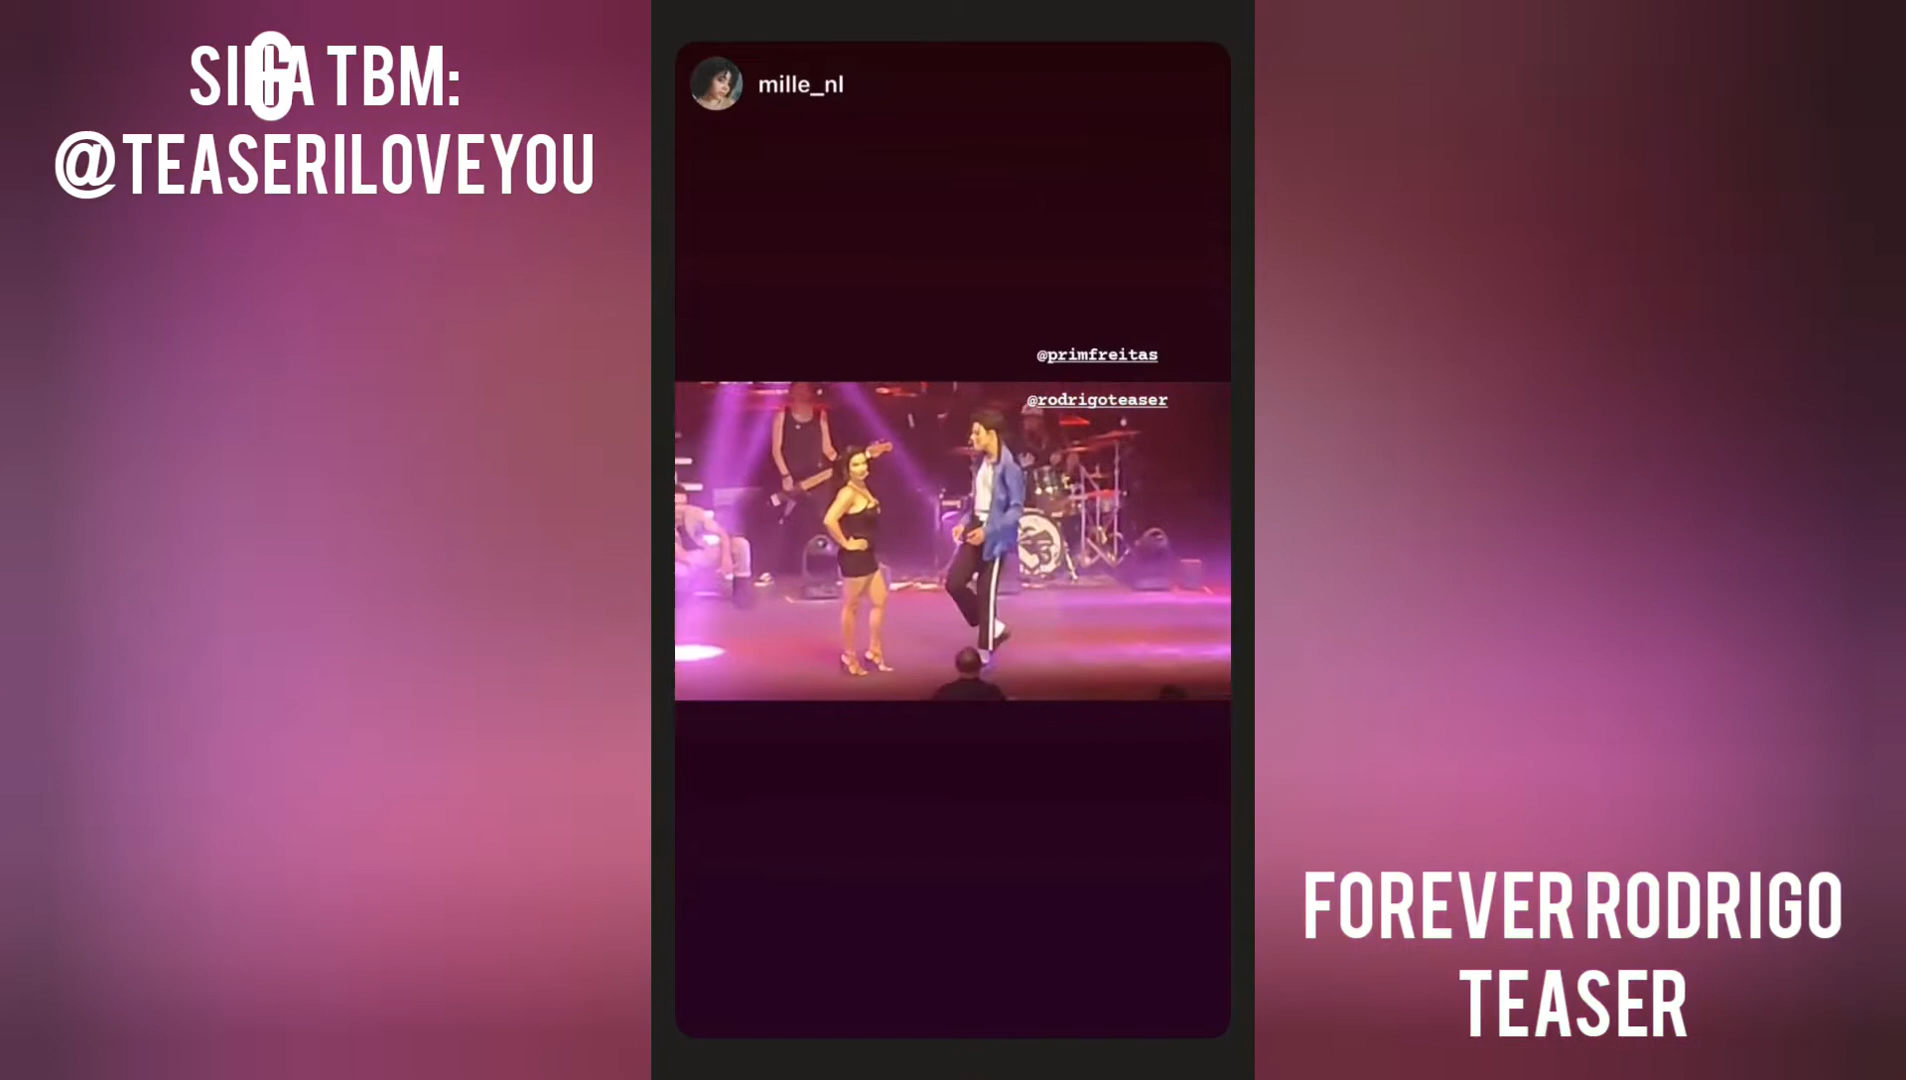 SIGA TBM:
@TEASERILOVEYOU
mille_nl
@primfreitas
@rodrigoteaser
FOREVER RODRIGO
TEASER